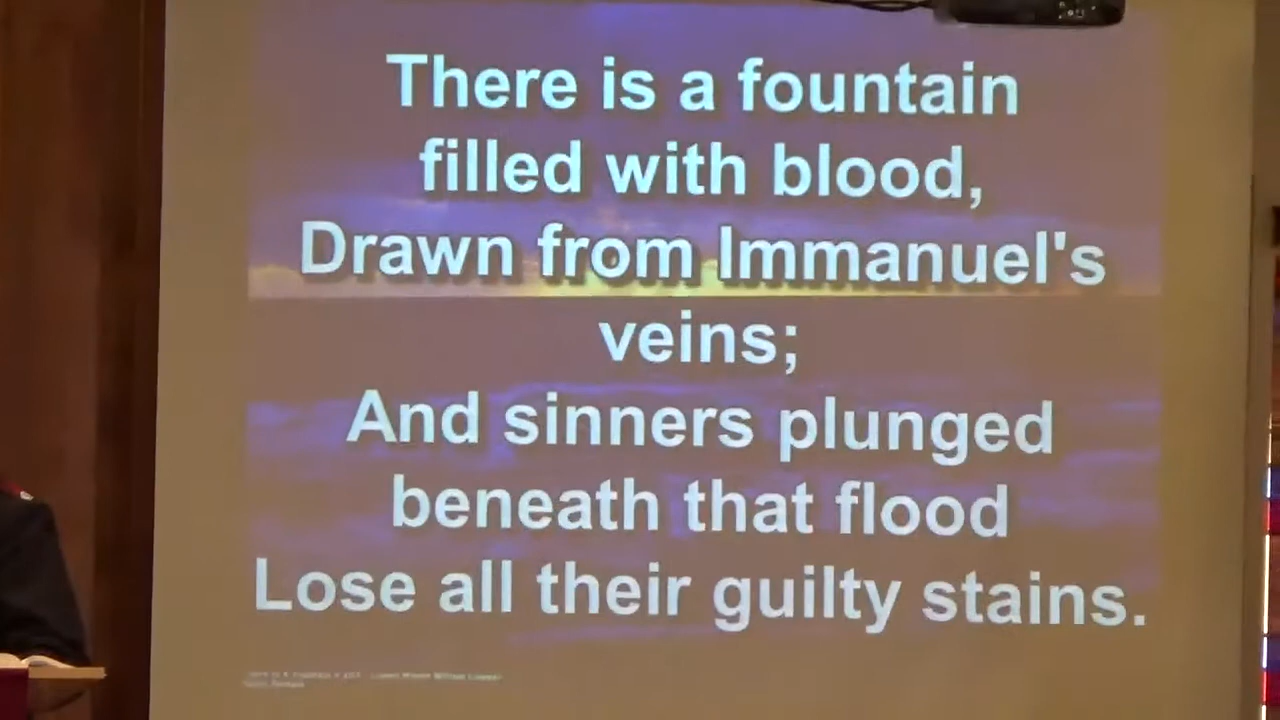 There is a fountain
filled with blood,
Drawn from Immanuel's
veins;
And sinners plunged
beneath that flood
Lose all their guilty stains.